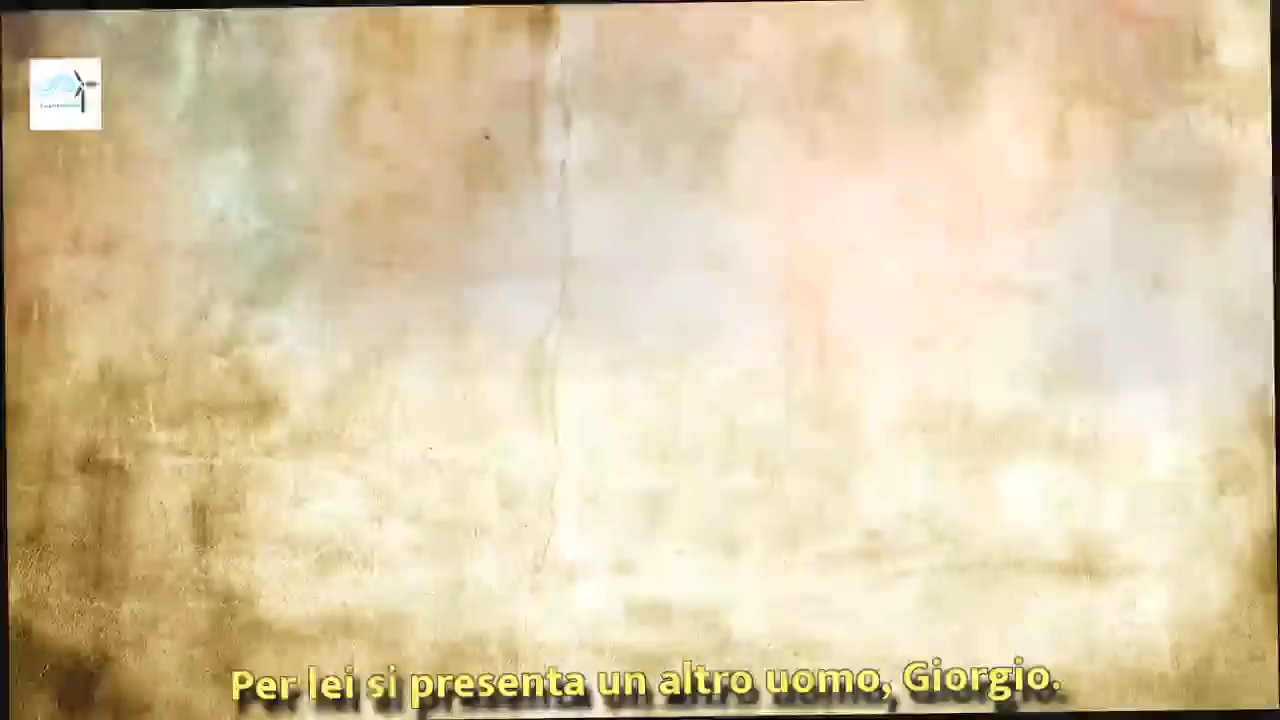 Per lei si presenta un altro uomo, Giorgio.